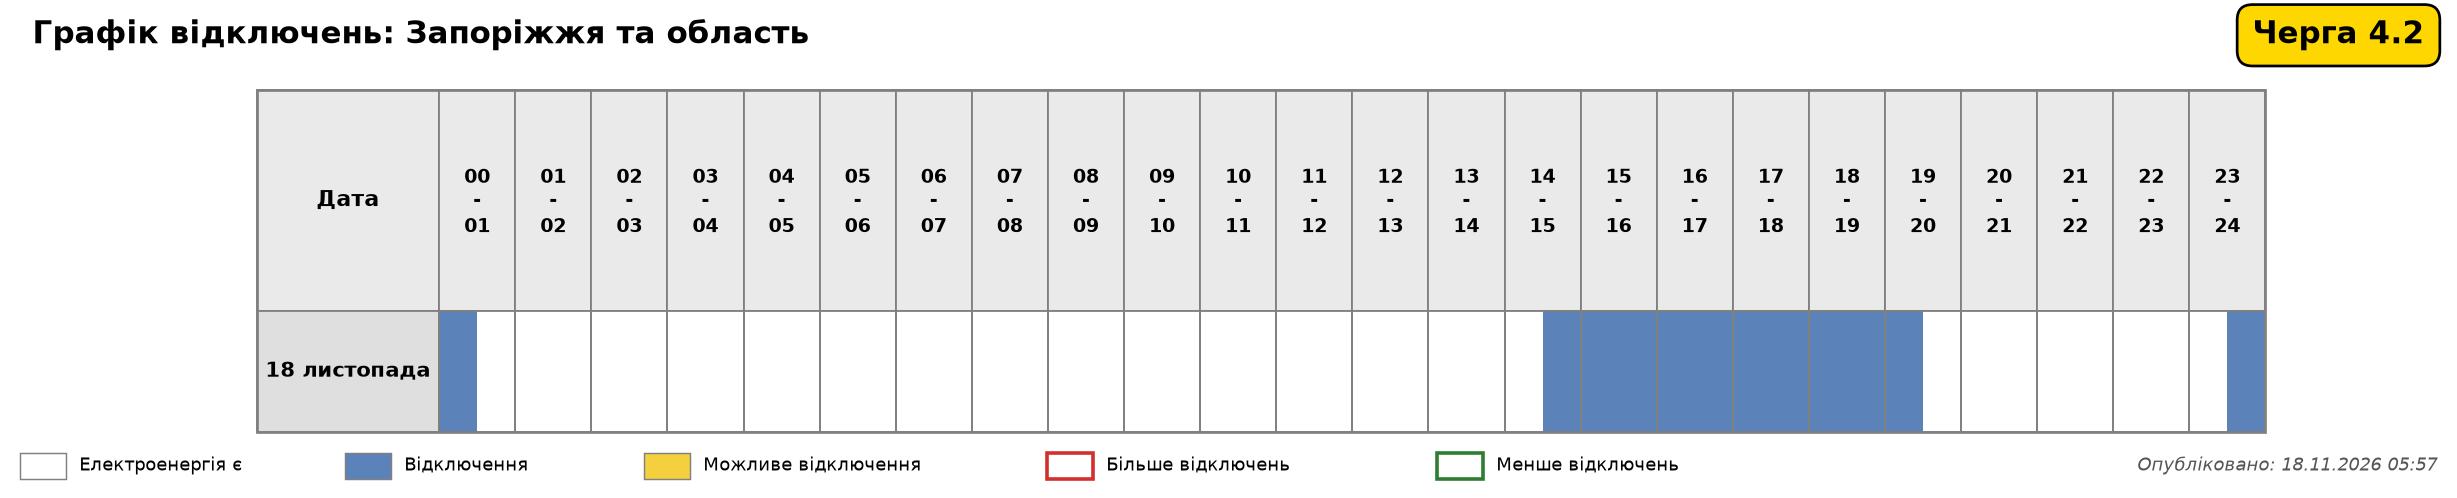 Графік відключень: Запоріжжя та область
Черга 4.2
Дата 00 - 01 01 - 02 02 - 03 03 - 04 04 - 05 05 - 06 06 - 07 07 - 08 08 - 09 09 - 10 10 - 11 11 - 12 12 - 13 13 - 14 14 - 15 15 - 16 16 - 17 17 - 18 18 - 19 19 - 20 20 - 21 21 - 22 22 - 23 23 - 24
18 листопада
Електроенергія є Відключення Можливе відключення Більше відключень Менше відключень Опубліковано: 18.11.2026 05:57